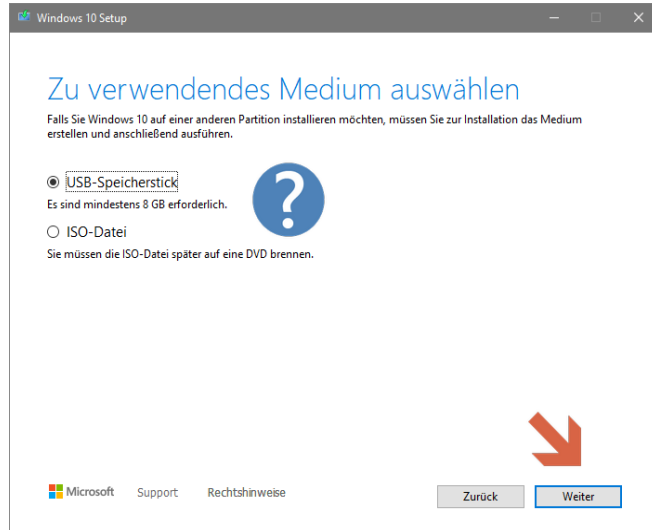 Windows 10 Setup
Zu verwendendes Medium auswählen
Falls Sie Windows 10 auf einer anderen Partition installieren möchten, müssen Sie zur Installation das Medium
erstellen und anschließend ausführen.
USB-Speicherstick
Es sind mindestens 8 GB erforderlich.
?
ISO-Datei
Sie müssen die ISO-Datei später auf eine DVD brennen.
Microsoft Support Rechtshinweise Zurück Weiter